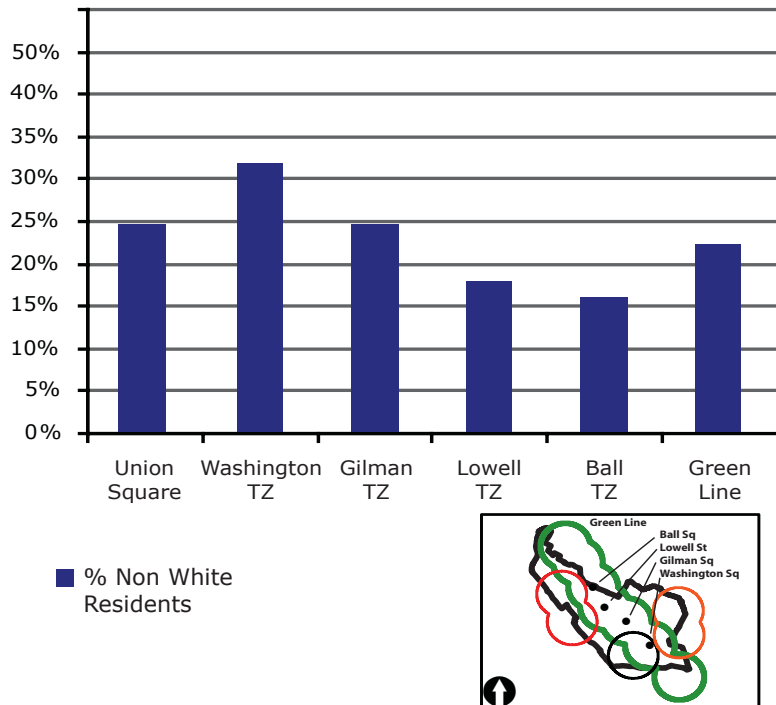 50%
40%
35%
30%
25%
20%
15%
10%
5%
0%
Union Washington Gilman Lowell Ball Green
Square TZ TZ TZ TZ Line
% Non White
Residents
Green Line
Ball Sq
Lowell St
Gilman Sq
Washington Sq